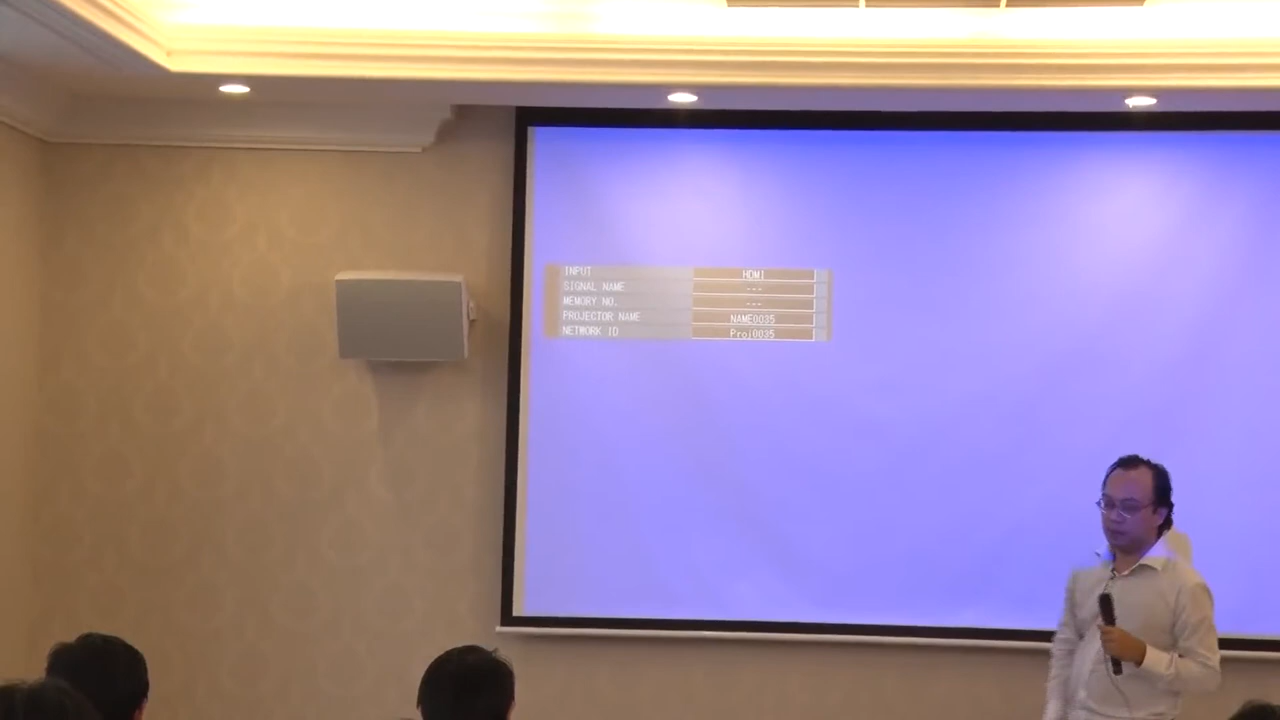 INPUT HDMI
SIGNAL NAME ---
MEMORY NO. ---
PROJECTOR NAME NAME0035
NETWORK ID Proj0035